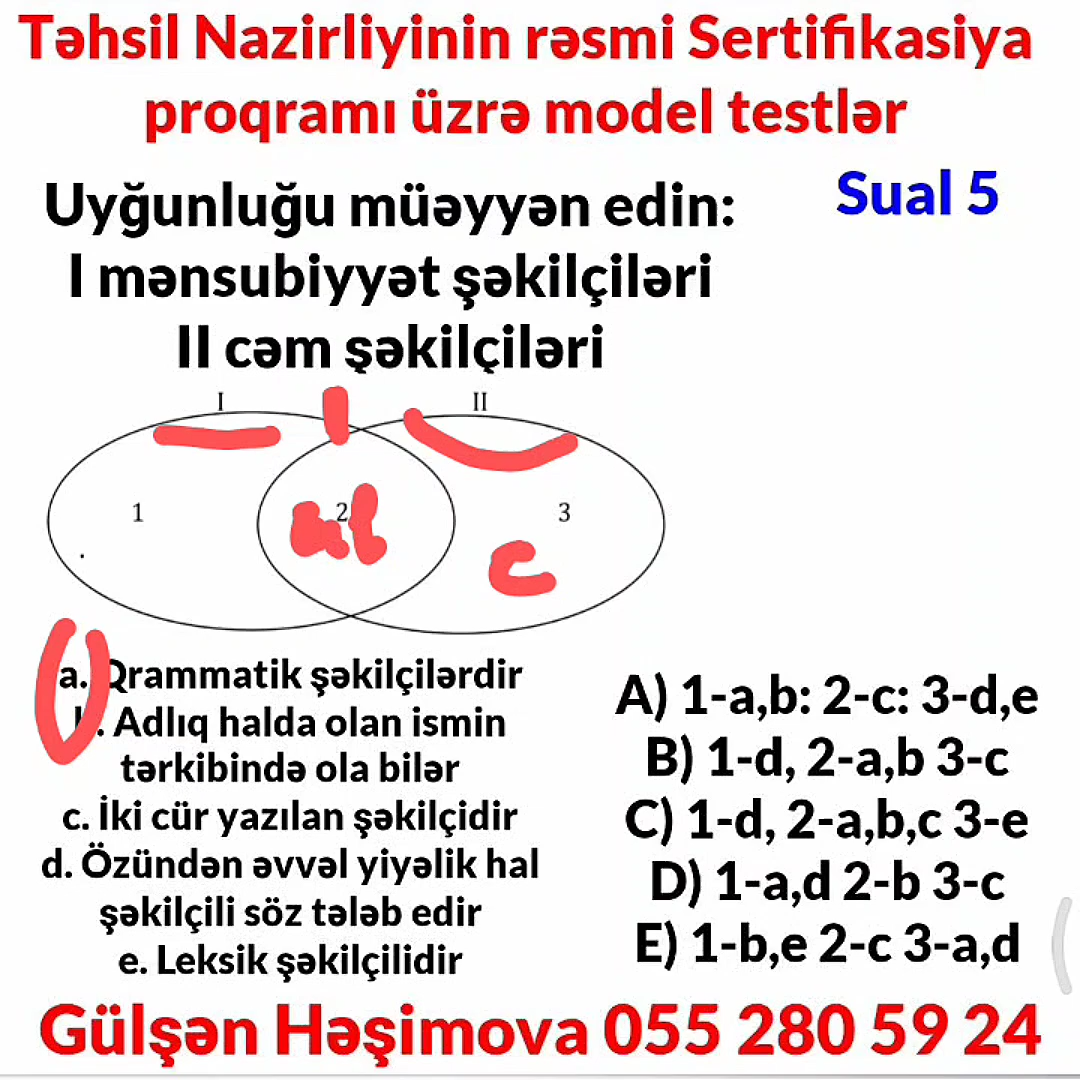 Təhsil Nazirliyinin rəsmi Sertifikasiya
proqramı üzrə model testlər
Sual 5
Uyğunluğu müəyyən edin:
I mənsubiyyət şəkilçiləri
II cəm şəkilçiləri
I
II
1
2
3
a,b
c
a. Qrammatik şəkilçilərdir
b. Adlıq halda olan ismin
tərkibində ola bilər
c. İki cür yazılan şəkilçidir
d. Özündən əvvəl yiyəlik hal
şəkilçili söz tələb edir
e. Leksik şəkilçilidir
A) 1-a,b: 2-c: 3-d,e
B) 1-d, 2-a,b 3-c
C) 1-d, 2-a,b,c 3-e
D) 1-a,d 2-b 3-c
E) 1-b,e 2-c 3-a,d
Gülşən Həşimova 055 280 59 24